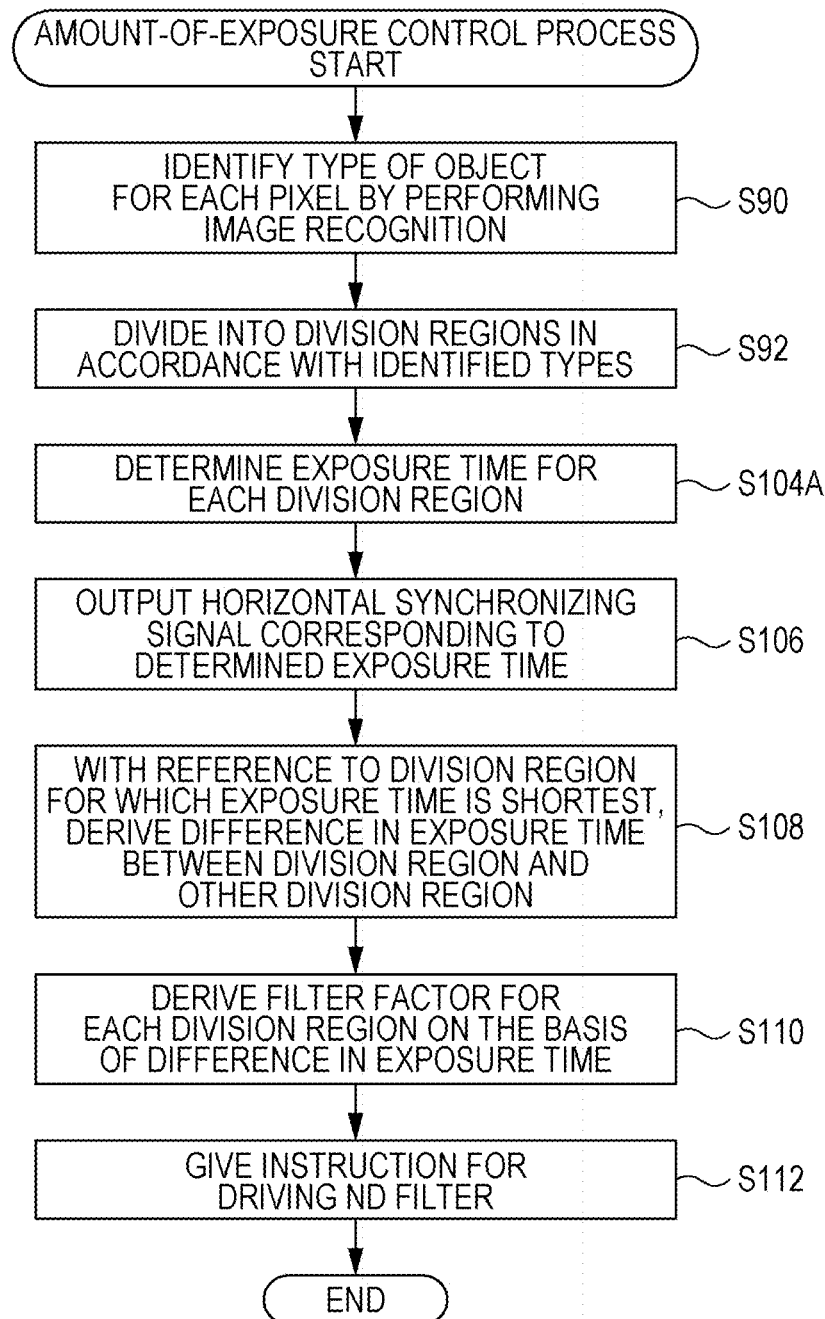 AMOUNT-OF-EXPOSURE CONTROL PROCESS
START
IDENTIFY TYPE OF OBJECT
FOR EACH PIXEL BY PERFORMING
IMAGE RECOGNITION
S90
DIVIDE INTO DIVISION REGIONS IN
ACCORDANCE WITH IDENTIFIED TYPES
S92
DETERMINE EXPOSURE TIME FOR
EACH DIVISION REGION
S104A
OUTPUT HORIZONTAL SYNCHRONIZING
SIGNAL CORRESPONDING TO
DETERMINED EXPOSURE TIME
S106
WITH REFERENCE TO DIVISION REGION
FOR WHICH EXPOSURE TIME IS SHORTEST,
DERIVE DIFFERENCE IN EXPOSURE TIME
BETWEEN DIVISION REGION AND
OTHER DIVISION REGION
S108
DERIVE FILTER FACTOR FOR
EACH DIVISION REGION ON THE BASIS
OF DIFFERENCE IN EXPOSURE TIME
S110
GIVE INSTRUCTION FOR
DRIVING ND FILTER
S112
END